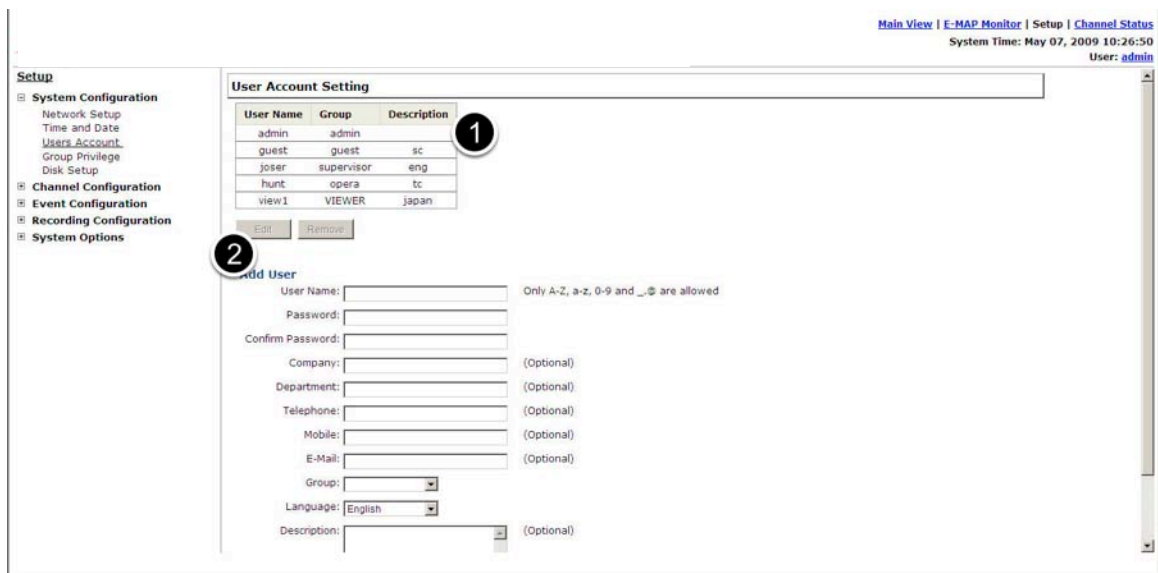 Main View | E-MAP Monitor | Setup | Channel Status
System Time: May 07, 2009 10:26:50
User: admin
Setup
System Configuration
Network Setup
Time and Date
Users Account
Group Privilege
Disk Setup
Channel Configuration
Event Configuration
Recording Configuration
System Options
User Account Setting
User Name Group Description
admin admin
guest guest sc
joser supervisor eng
hunt opera tc
view1 VIEWER japan
1
Edit Remove
2
Add User
User Name: Only A-Z, a-z, 0-9 and _.@ are allowed
Password:
Confirm Password:
Company: (Optional)
Department: (Optional)
Telephone: (Optional)
Mobile: (Optional)
E-Mail: (Optional)
Group:
Language: English
Description: (Optional)